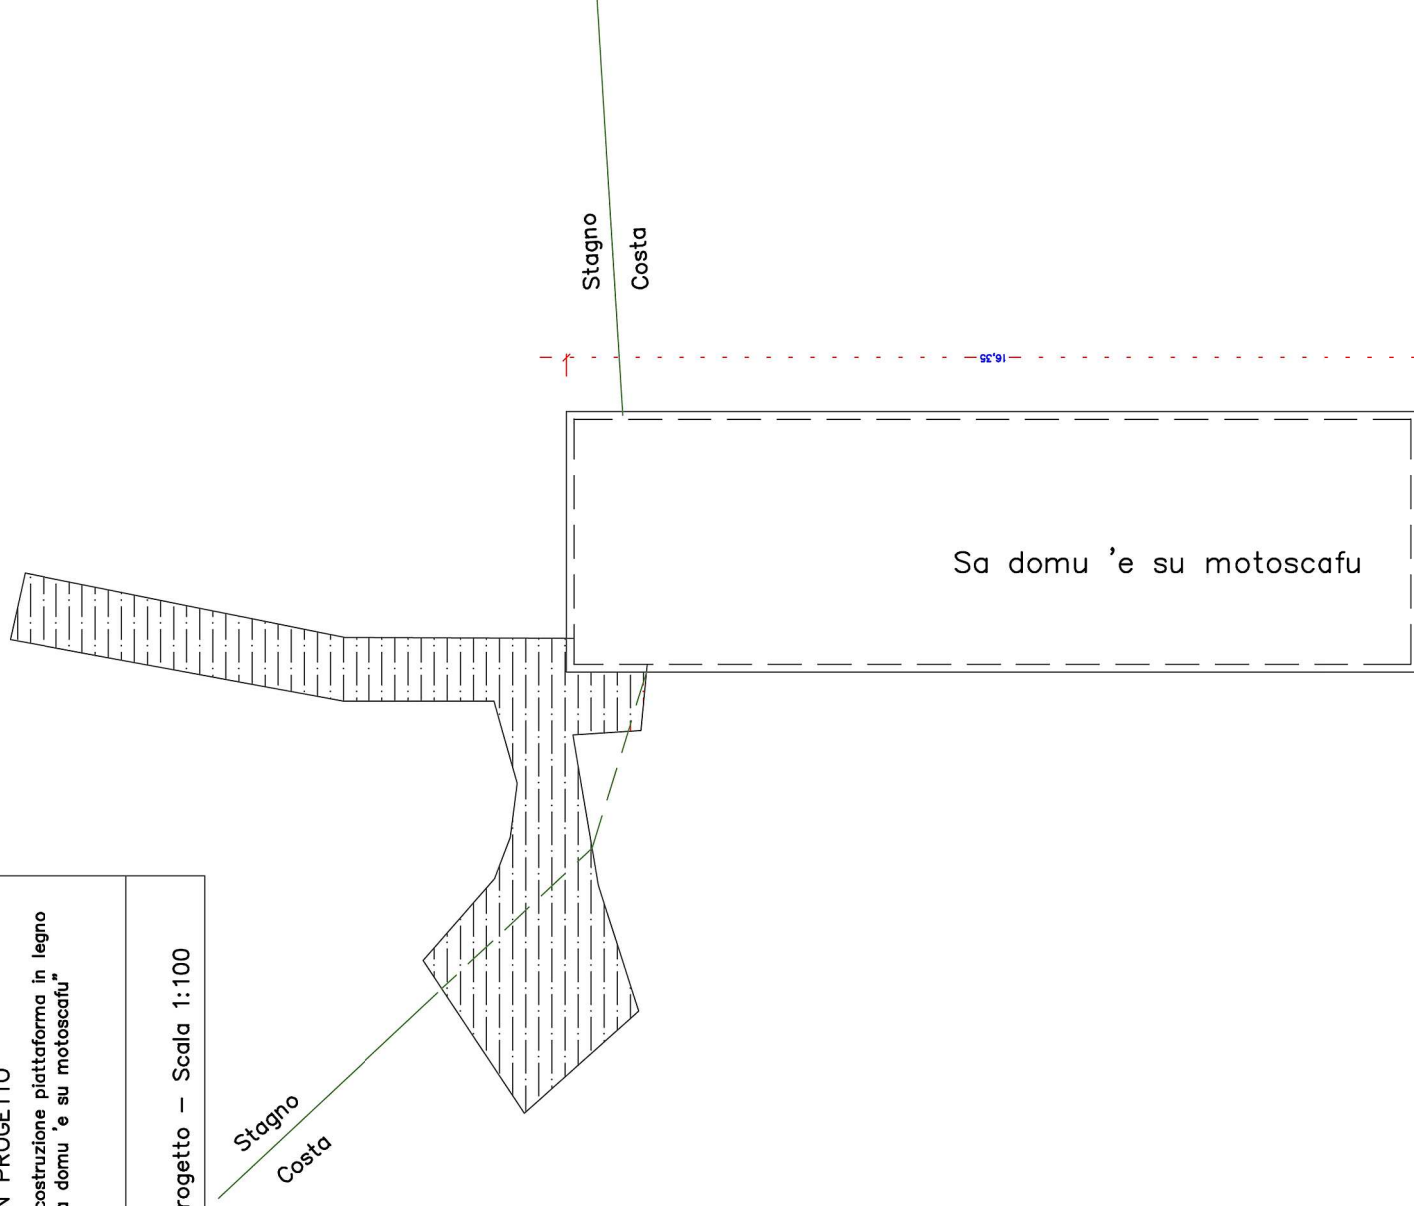 Stagno
Costa
16,35
Sa domu 'e su motoscafu
Stagno
Costa
PROGETTO
costruzione piattaforma in legno
domu 'e su motoscafu"
rogetto – Scala 1:100